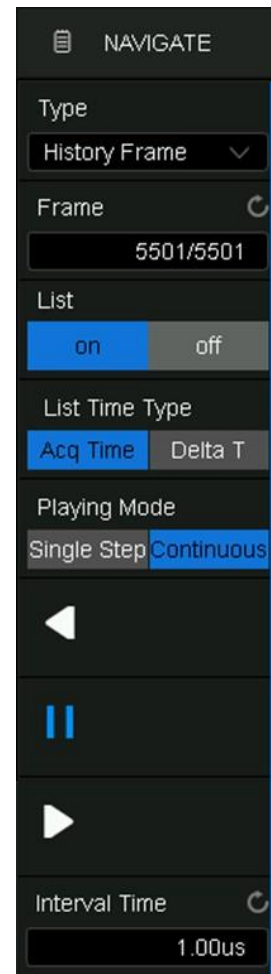 NAVIGATE
Type
History Frame
Frame
5501/5501
List
on off
List Time Type
Acq Time Delta T
Playing Mode
Single Step Continuous
Interval Time
1.00us